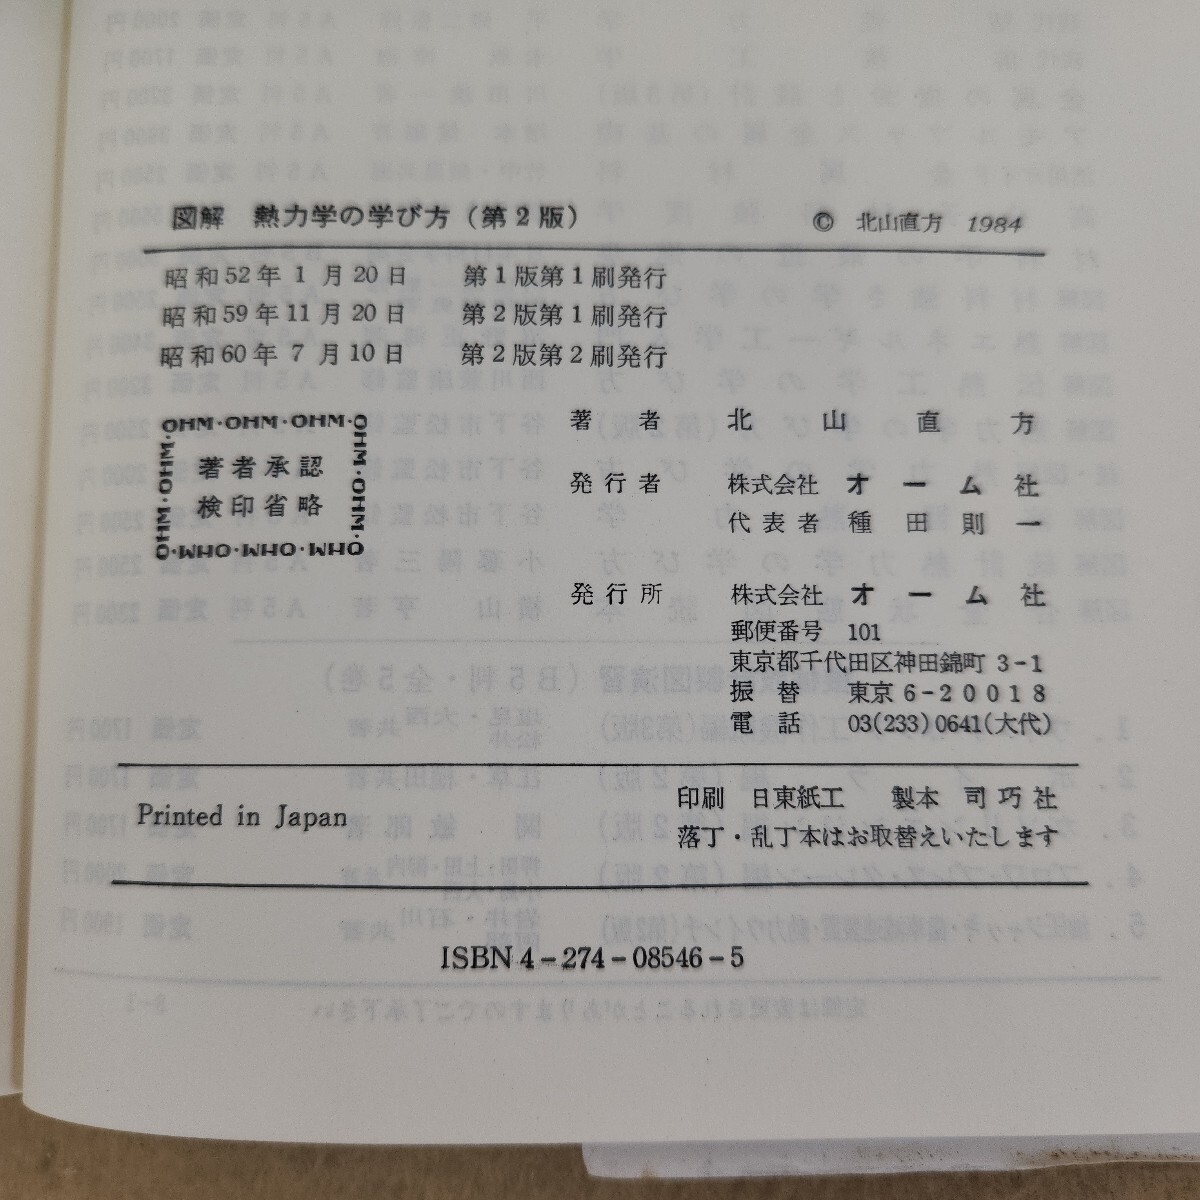 図解 熱力学の学び方(第2版) © 北山直方 1984
昭和52年 1月20日 第1版第1刷発行
昭和59年11月20日 第2版第1刷発行
昭和60年 7月10日 第2版第2刷発行
OHM・OHM・OHM・OHM・
著者承認
検印省略
著者 北山直方
発行者 株式会社 オーム社
代表者 種田則一
発行所 株式会社 オーム社
郵便番号 101
東京都千代田区神田錦町 3-1
振替 東京 6-20018
電話 03(233)0641(大代)
Printed in Japan
印刷 日東紙工 製本 司巧社
落丁・乱丁本はお取替えいたします
ISBN 4-274-08546-5